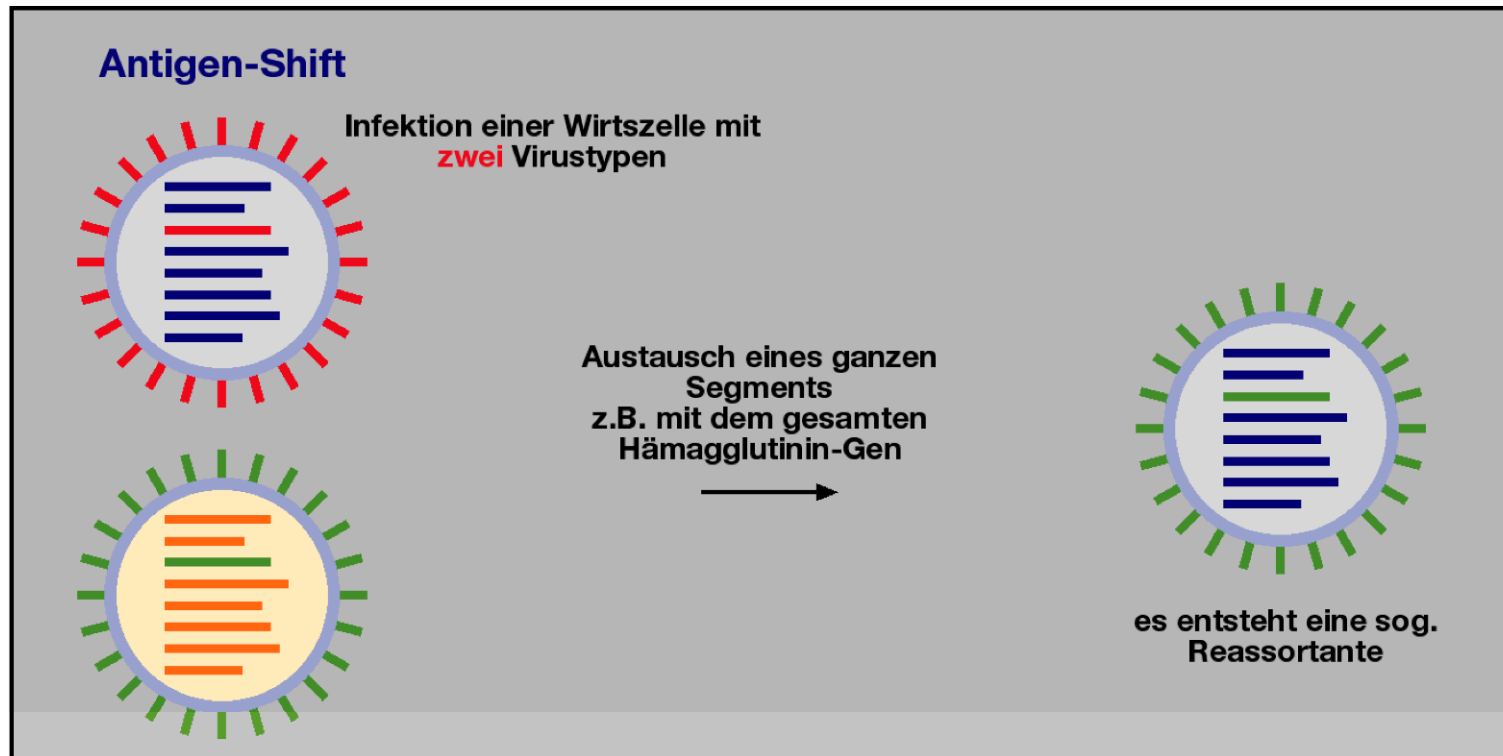 Antigen-Shift
Infektion einer Wirtszelle mit
zwei Virustypen
Austausch eines ganzen
Segments
z.B. mit dem gesamten
Hämagglutinin-Gen
es entsteht eine sog.
Reassortante